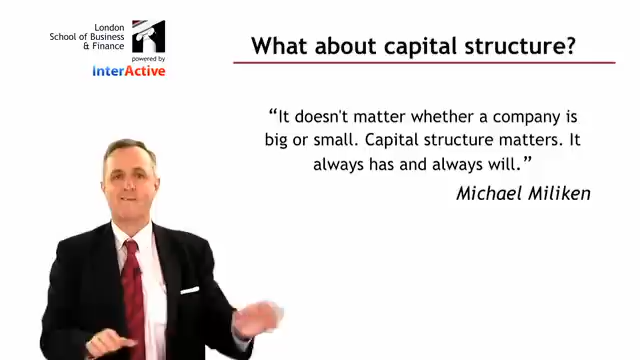 London
School of Business
& Finance
powered by
InterActive
What about capital structure?
“It doesn't matter whether a company is
big or small. Capital structure matters. It
always has and always will.”
Michael Miliken